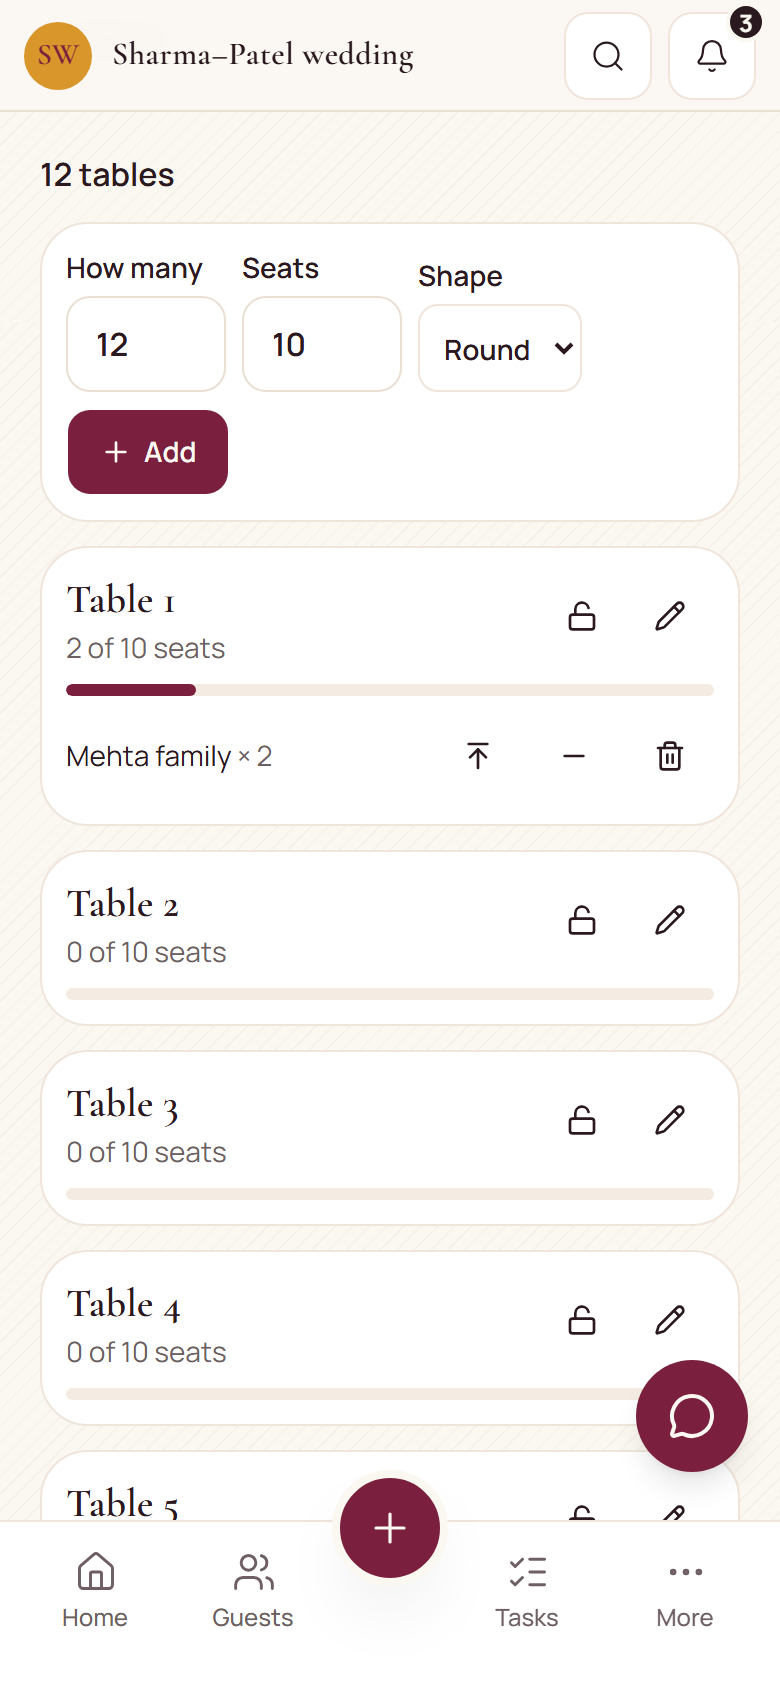 SW
Sharma–Patel wedding
3
12 tables
How many
Seats
Shape
12
10
Round
Add
Table 1
2 of 10 seats
Mehta family × 2
Table 2
0 of 10 seats
Table 3
0 of 10 seats
Table 4
0 of 10 seats
Table 5
Home
Guests
Tasks
More